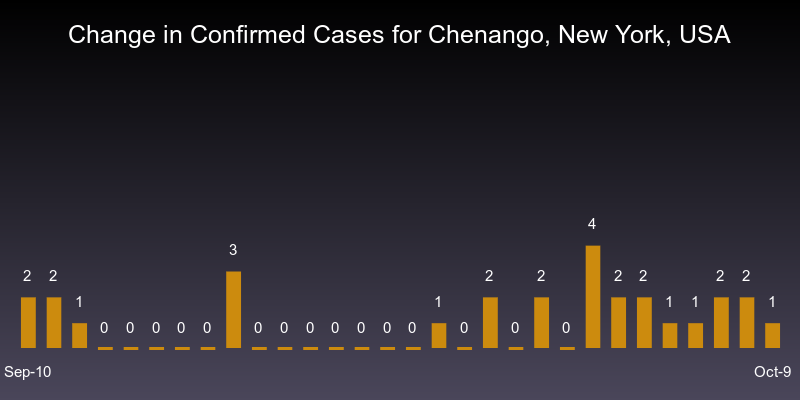 Change in Confirmed Cases for Chenango, New York, USA
4
3
2 2 2 2 2 2 2 2
1 1 1 1 1
0 0 0 0 0 0 0 0 0 0 0 0 0 0 0
Sep-10 Oct-9